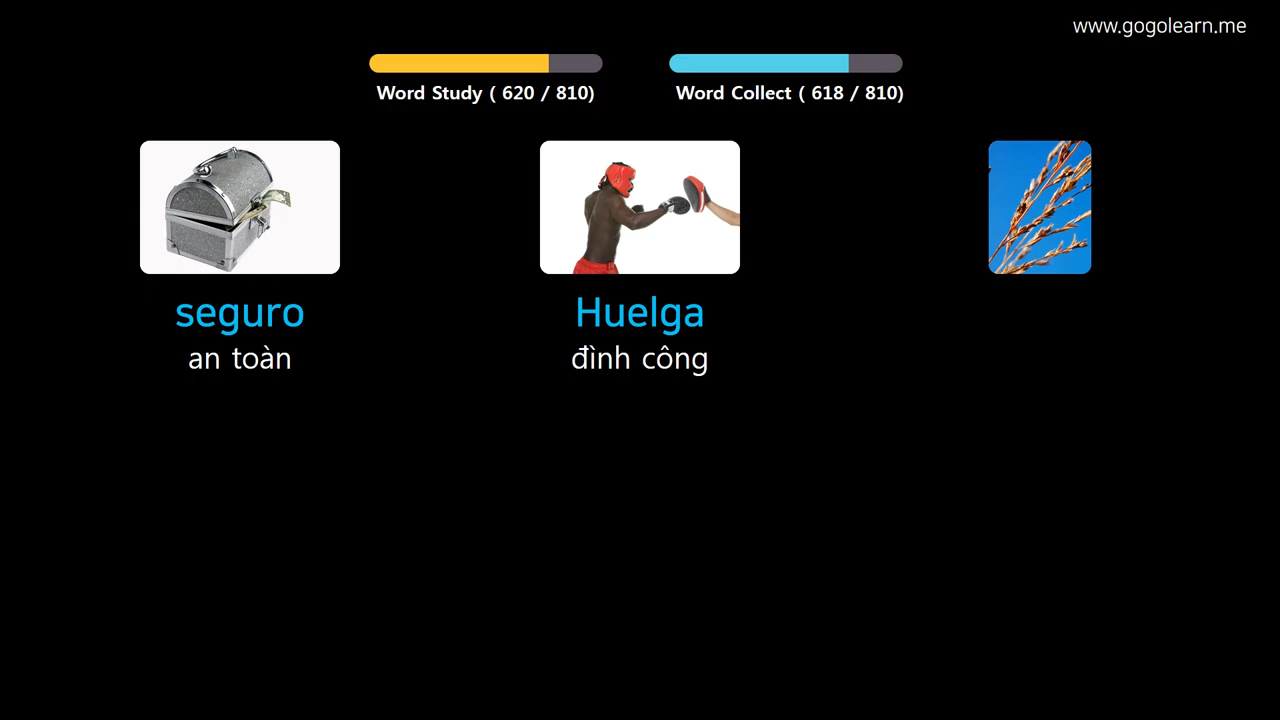 www.gogolearn.me
Word Study ( 620 / 810)
Word Collect ( 618 / 810)
seguro
an toàn
Huelga
đình công